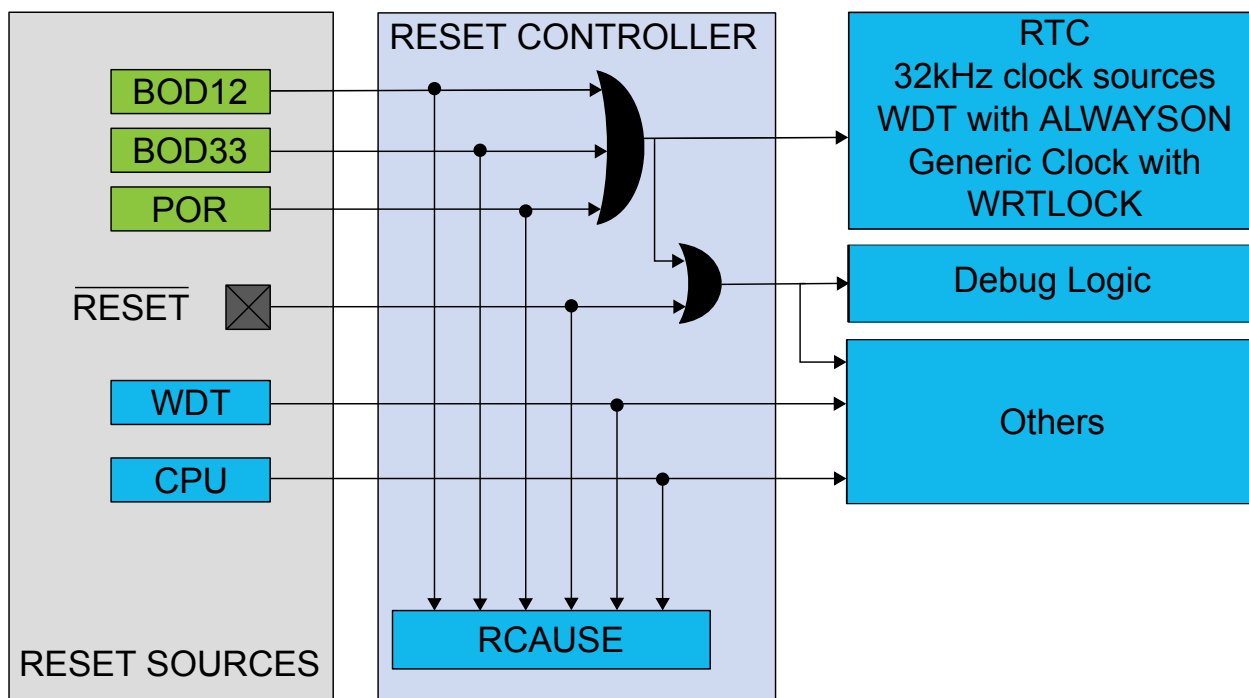 RESET CONTROLLER
BOD12
BOD33
POR
RESET
WDT
CPU
RESET SOURCES
RCAUSE
RTC
32kHz clock sources
WDT with ALWAYSON
Generic Clock with
WRTLOCK
Debug Logic
Others